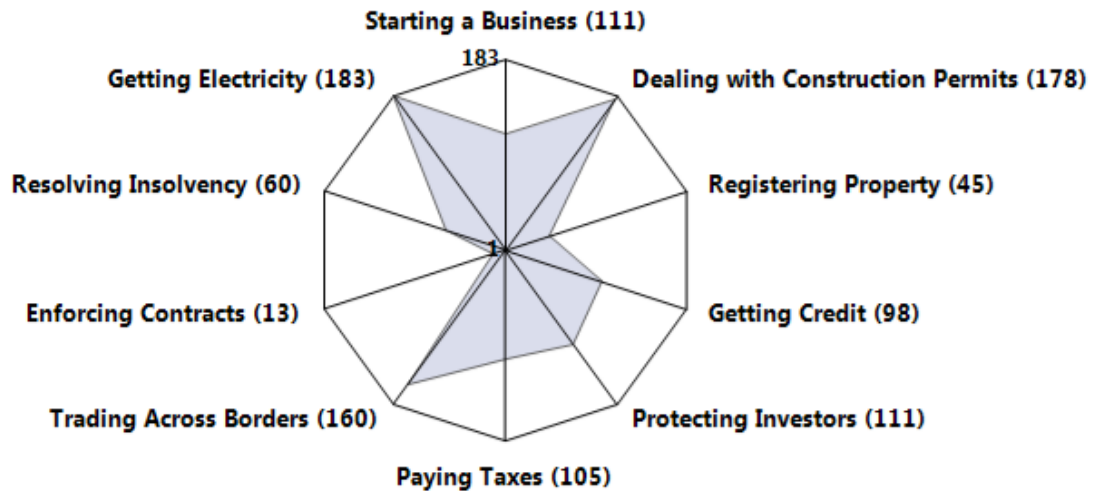 Starting a Business (111)
183
Getting Electricity (183)
Dealing with Construction Permits (178)
Resolving Insolvency (60)
Registering Property (45)
1
Enforcing Contracts (13)
Getting Credit (98)
Trading Across Borders (160)
Protecting Investors (111)
Paying Taxes (105)